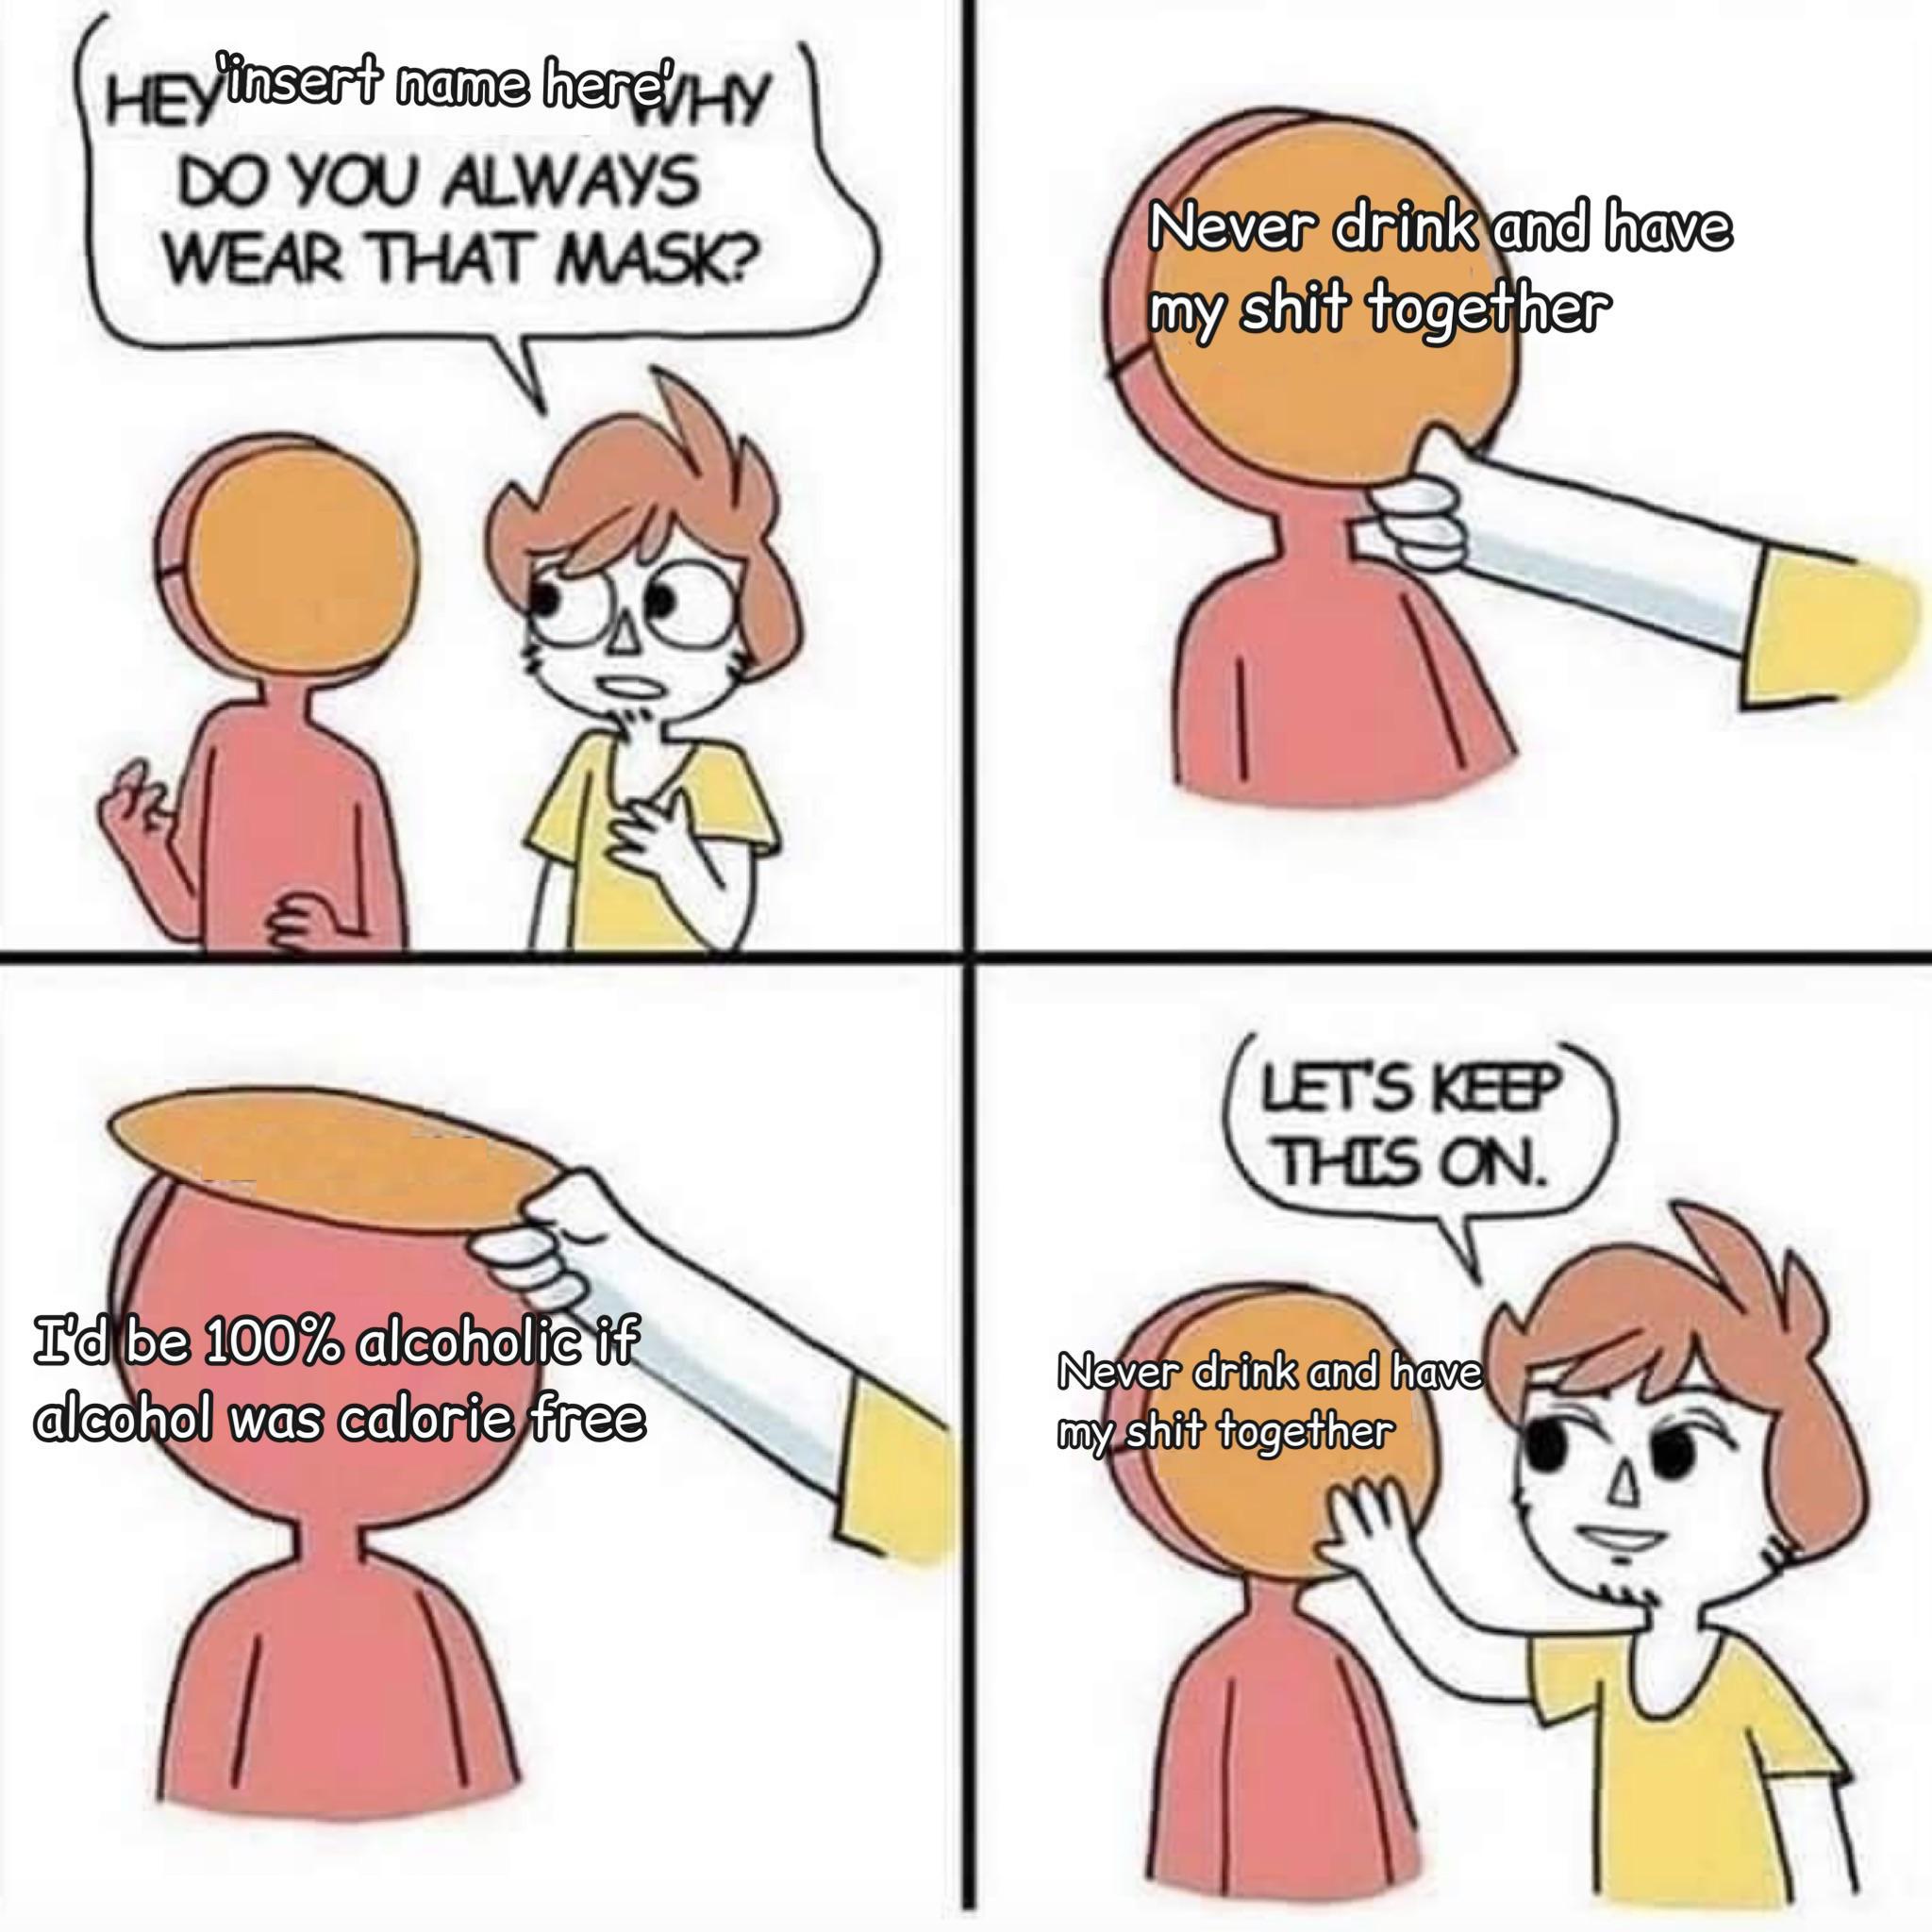 HEY 'insert name here' WHY
DO YOU ALWAYS
WEAR THAT MASK?
Never drink and have
my shit together
I'd be 100% alcoholic if
alcohol was calorie free
LET'S KEEP
THIS ON.
Never drink and have
my shit together